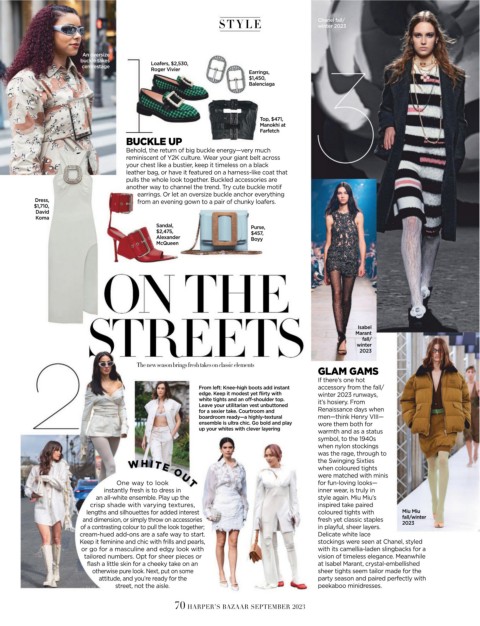 STYLE
An oversize
buckle takes
centrestage
1
Loafers, $2,530,
Roger Vivier
Earrings,
$1,450,
Balenciaga
Top, $471,
Manokhi at
Farfetch
BUCKLE UP
Behold, the return of big buckle energy—very much
reminiscent of Y2K culture. Wear your giant belt across
your chest like a bustier, keep it timeless on a black
leather bag, or have it featured on a harness-like coat that
pulls the whole look together. Buckled accessories are
another way to channel the trend. Try cute buckle motif
earrings. Or let an oversize buckle anchor everything
from an evening gown to a pair of chunky loafers.
Dress,
$1,710,
David
Koma
Sandal,
$2,475,
Alexander
McQueen
Purse,
$457,
Boyy
ON THE
STREETS
The new season brings fresh takes on classic elements
2
From left: Knee-high boots add instant
edge. Keep it modest yet flirty with
white tights and an off-shoulder top.
Leave your utilitarian vest unbuttoned
for a sexier take. Courtroom and
boardroom ready—a highly-textural
ensemble is ultra chic. Go bold and play
up your whites with clever layering
WHITE OUT
One way to look
instantly fresh is to dress in
an all-white ensemble. Play up the
crisp shade with varying textures,
lengths and silhouettes for added interest
and dimension, or simply throw on accessories
of a contrasting colour to pull the look together;
cream-hued add-ons are a safe way to start.
Keep it feminine and chic with frills and pearls,
or go for a masculine and edgy look with
tailored numbers. Opt for sheer pieces or
flash a little skin for a cheeky take on an
otherwise pure look. Next, put on some
attitude, and you're ready for the
street, not the aisle.
Chanel fall/
winter 2023
3
Isabel
Marant
fall/
winter
2023
GLAM GAMS
If there's one hot
accessory from the fall/
winter 2023 runways,
it's hosiery. From
Renaissance days when
men—think Henry VIII—
wore them both for
warmth and as a status
symbol, to the 1940s
when nylon stockings
was the rage, through to
the Swinging Sixties
when coloured tights
were matched with minis
for fun-loving looks—
inner wear, is truly in
style again. Miu Miu's
inspired take paired
coloured tights with
fresh yet classic staples
in playful, sheer layers.
Delicate white lace
stockings were seen at Chanel, styled
with its camellia-laden slingbacks for a
vision of timeless elegance. Meanwhile
at Isabel Marant, crystal-embellished
sheer tights seem tailor made for the
party season and paired perfectly with
peekaboo minidresses.
Miu Miu
fall/winter
2023
70 HARPER'S BAZAAR SEPTEMBER 2023